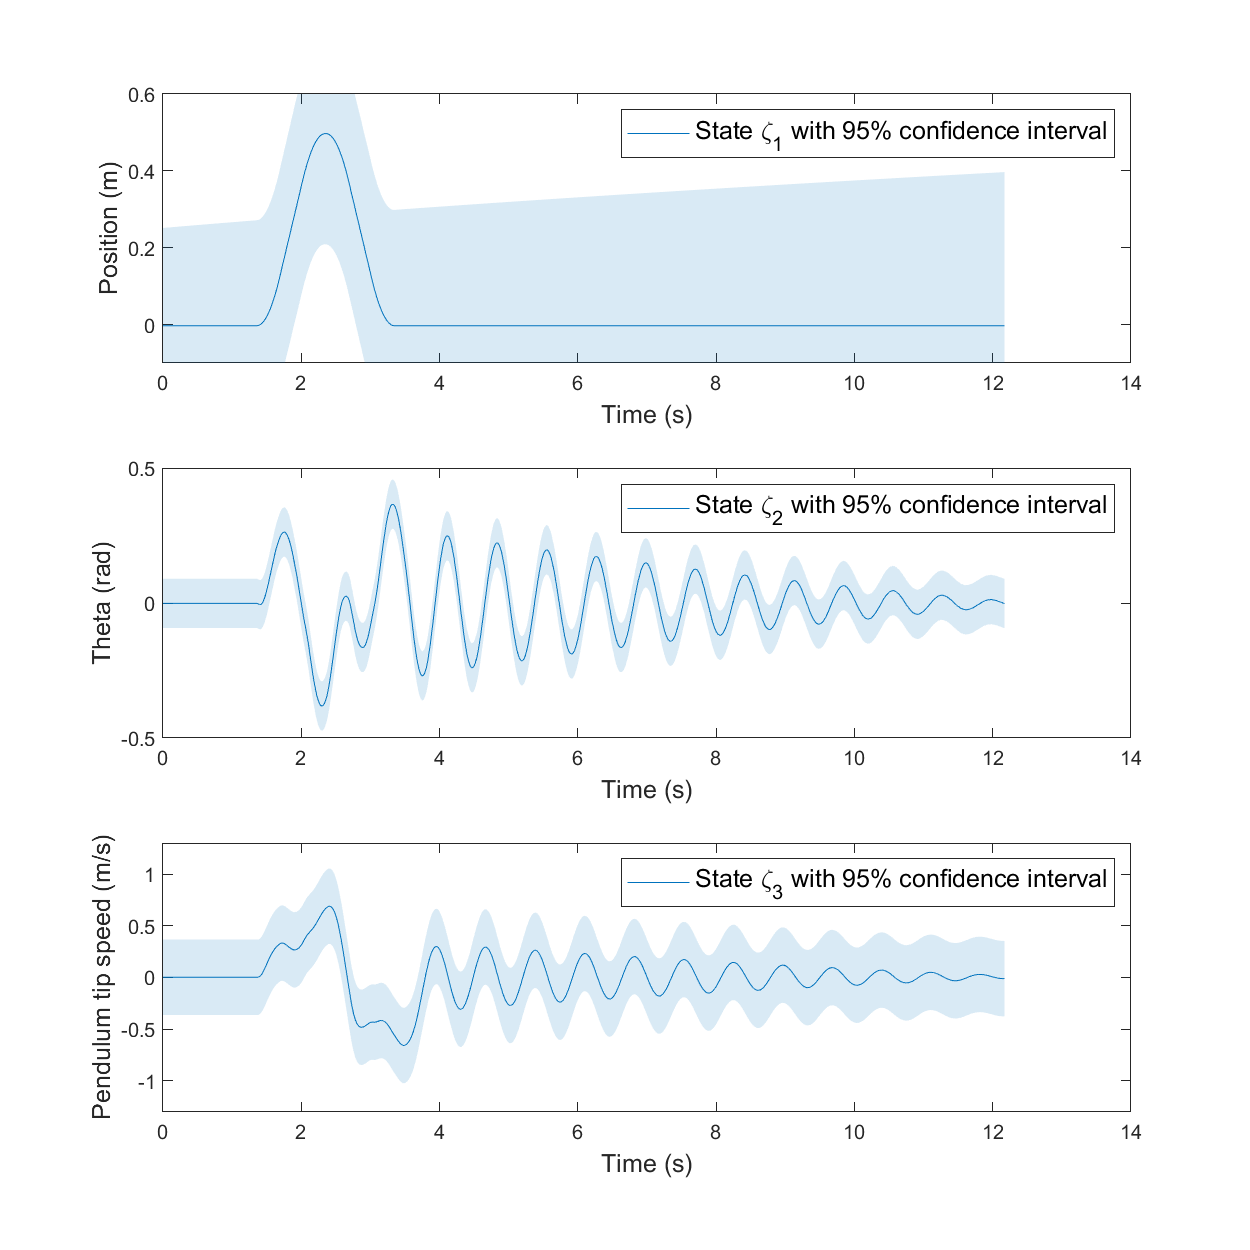 0.6
0.4
0.2
0
Position (m)
State ζ1 with 95% confidence interval
0 2 4 6 8 10 12 14
Time (s)
0.5
0
-0.5
Theta (rad)
State ζ2 with 95% confidence interval
0 2 4 6 8 10 12 14
Time (s)
1
0.5
0
-0.5
-1
Pendulum tip speed (m/s)
State ζ3 with 95% confidence interval
0 2 4 6 8 10 12 14
Time (s)